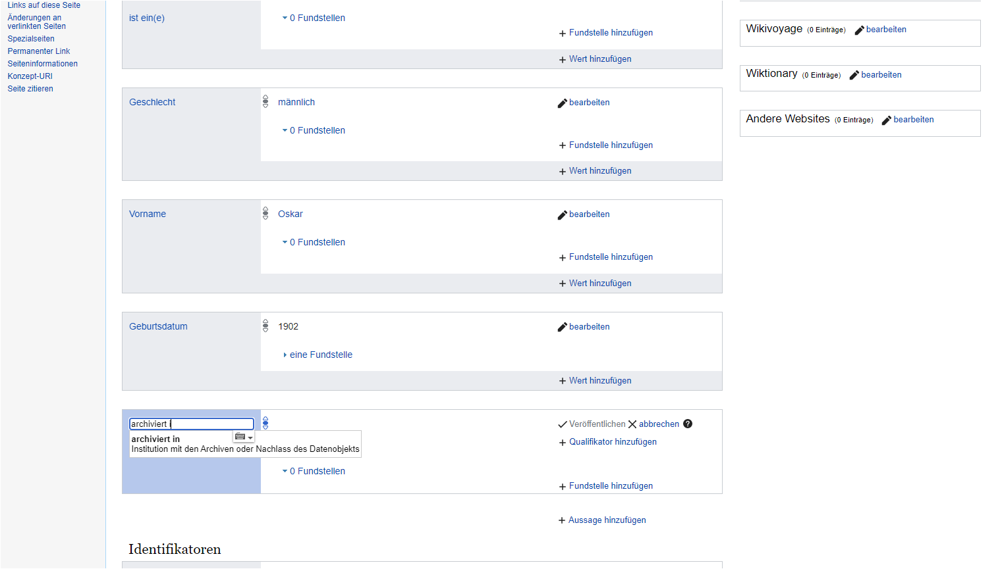 Links auf diese Seite
Änderungen an
verlinkten Seiten
Spezialseiten
Permanenter Link
Seiteninformationen
Konzept-URI
Seite zitieren
ist ein(e)
0 Fundstellen
+ Fundstelle hinzufügen
+ Wert hinzufügen
Geschlecht
männlich
bearbeiten
0 Fundstellen
+ Fundstelle hinzufügen
+ Wert hinzufügen
Vorname
Oskar
bearbeiten
0 Fundstellen
+ Fundstelle hinzufügen
+ Wert hinzufügen
Geburtsdatum
1902
bearbeiten
eine Fundstelle
+ Wert hinzufügen
archiviert i
Veröffentlichen abbrechen ?
archiviert in
Institution mit den Archiven oder Nachlass des Datenobjekts
+ Qualifikator hinzufügen
0 Fundstellen
+ Fundstelle hinzufügen
+ Aussage hinzufügen
Identifikatoren
Wikivoyage (0 Einträge) bearbeiten
Wiktionary (0 Einträge) bearbeiten
Andere Websites (0 Einträge) bearbeiten